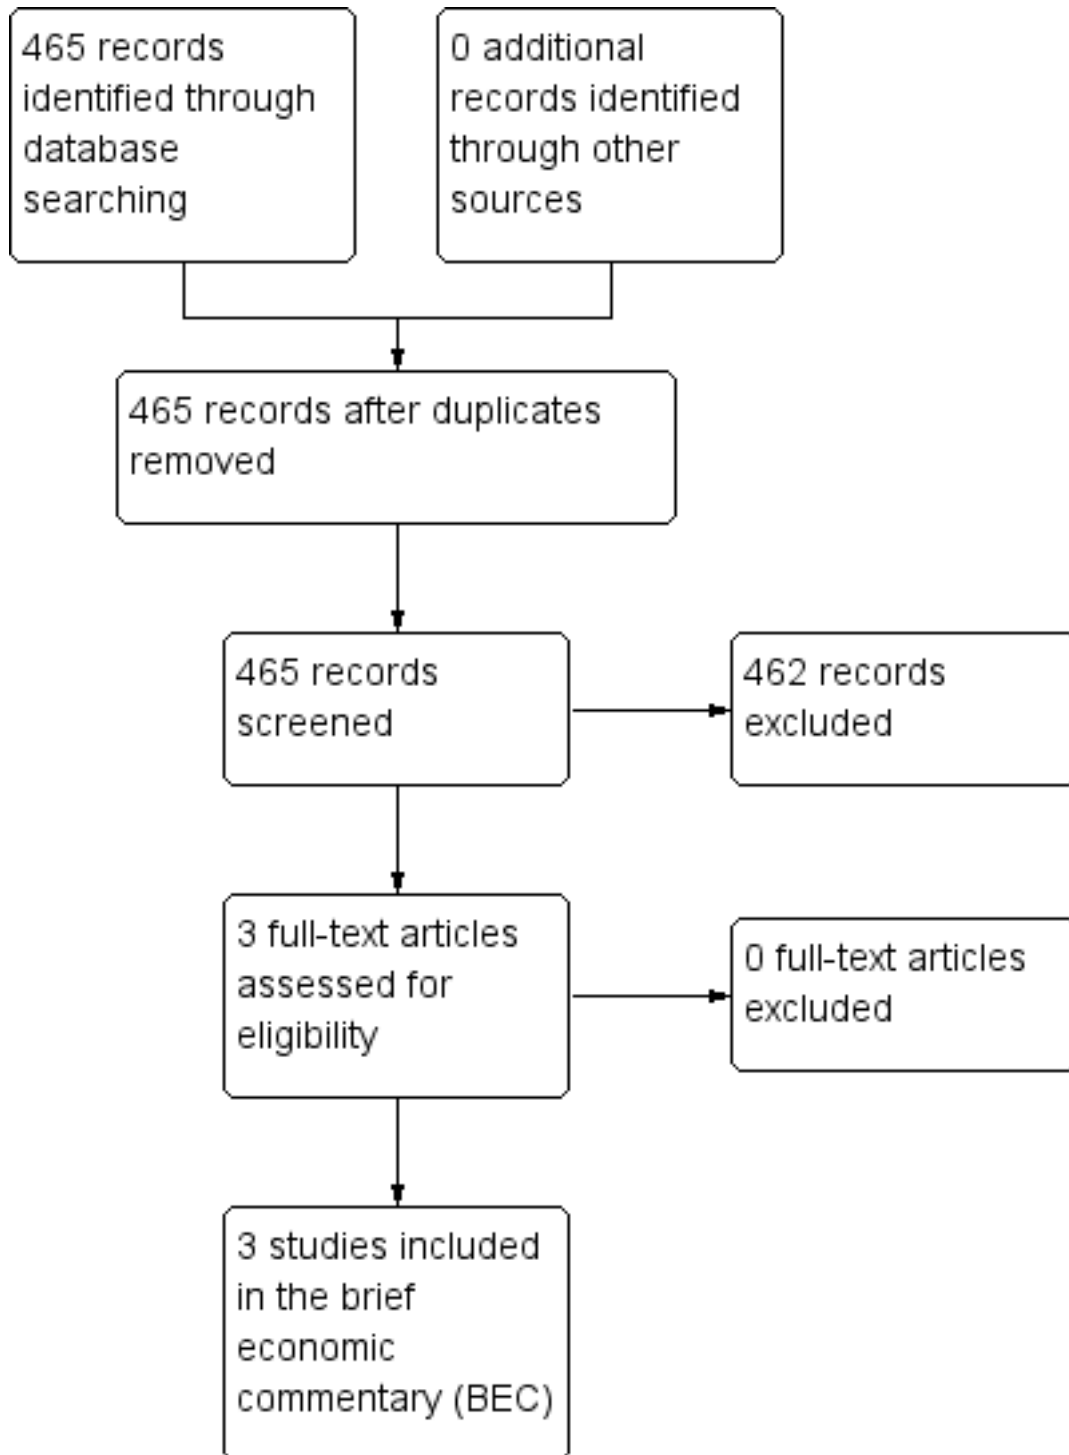 465 records
identified through
database
searching
0 additional
records identified
through other
sources
465 records after duplicates
removed
465 records
screened
462 records
excluded
3 full-text articles
assessed for
eligibility
0 full-text articles
excluded
3 studies included
in the brief
economic
commentary (BEC)